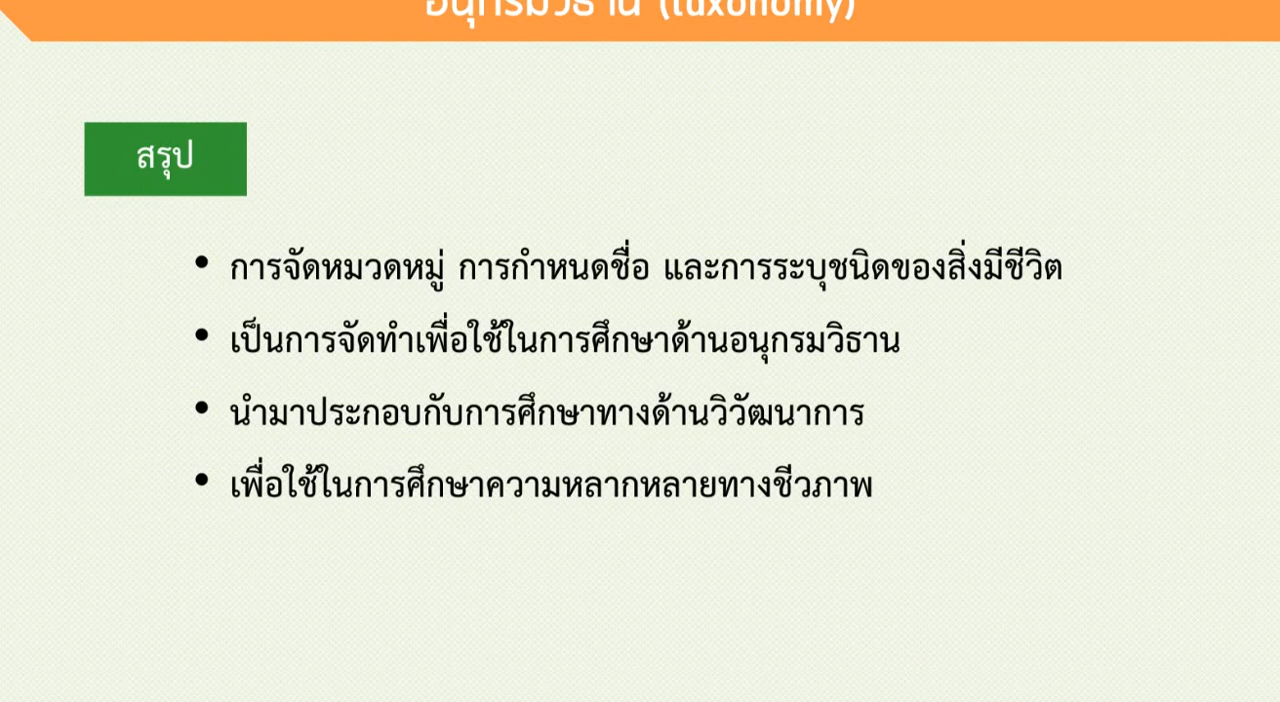 อนุกรมวิธาน (taxonomy)
สรุป
• การจัดหมวดหมู่ การกำหนดชื่อ และการระบุชนิดของสิ่งมีชีวิต
• เป็นการจัดทำเพื่อใช้ในการศึกษาด้านอนุกรมวิธาน
• นำมาประกอบกับการศึกษาทางด้านวิวัฒนาการ
• เพื่อใช้ในการศึกษาความหลากหลายทางชีวภาพ